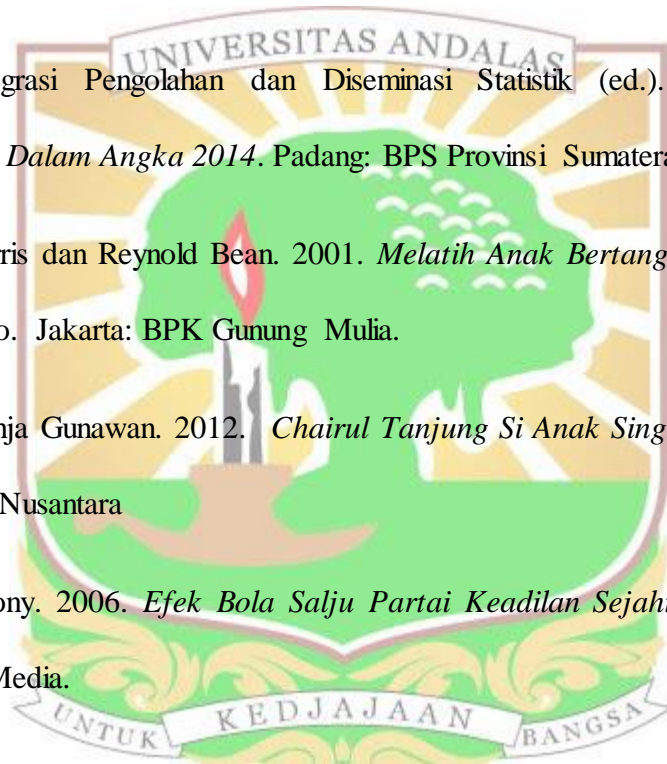 UNIVERSITAS ANDALAS
grasi Pengolahan dan Diseminasi Statistik (ed.).
Dalam Angka 2014. Padang: BPS Provinsi Sumatera
rris dan Reynold Bean. 2001. Melatih Anak Bertang
o. Jakarta: BPK Gunung Mulia.
nja Gunawan. 2012. Chairul Tanjung Si Anak Sing
Nusantara
ony. 2006. Efek Bola Salju Partai Keadilan Sejah
Media.
UNTUK KEDJAJAAN BANGSA